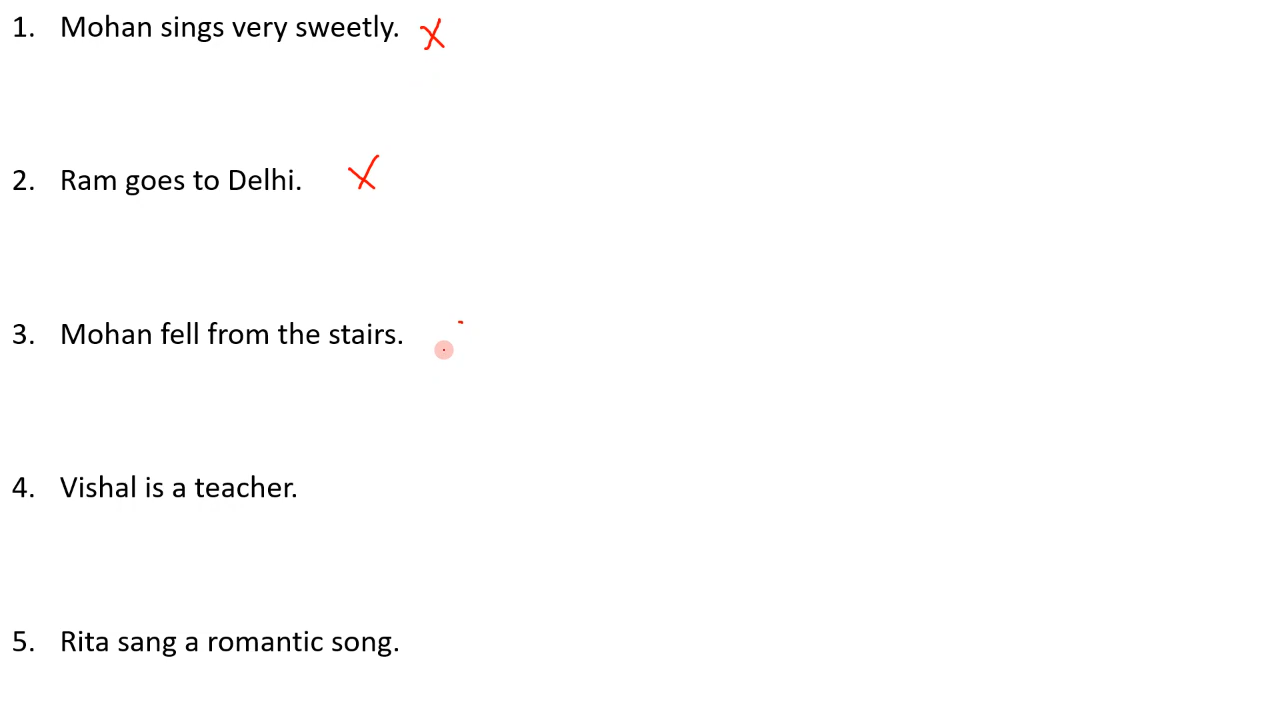 1. Mohan sings very sweetly. X
2. Ram goes to Delhi. X
3. Mohan fell from the stairs.
4. Vishal is a teacher.
5. Rita sang a romantic song.